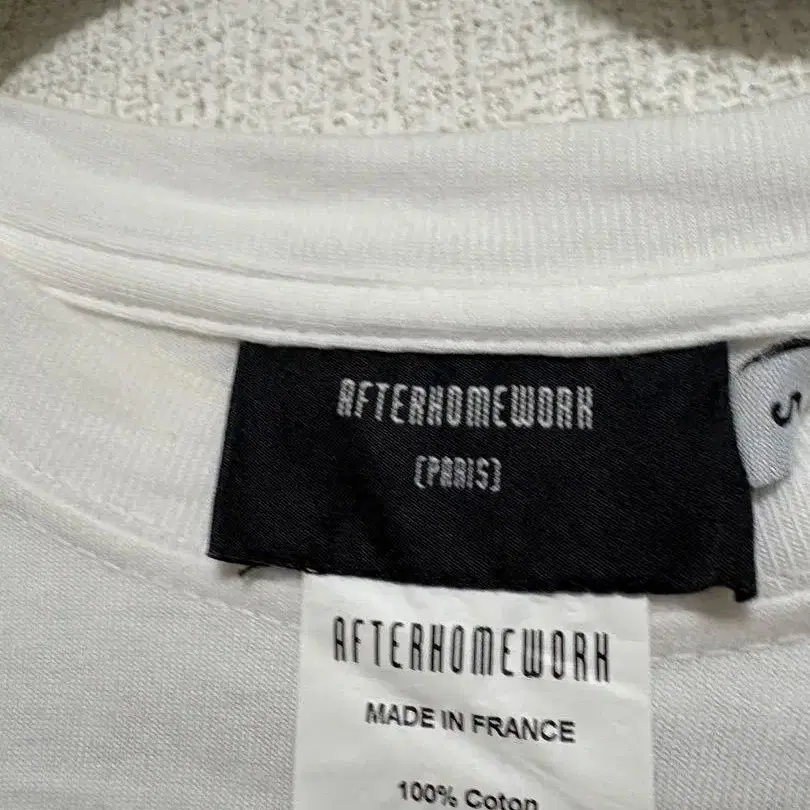 AFTERHOMEWORK
(PARIS)
S
AFTERHOMEWORK
MADE IN FRANCE
100% Coton